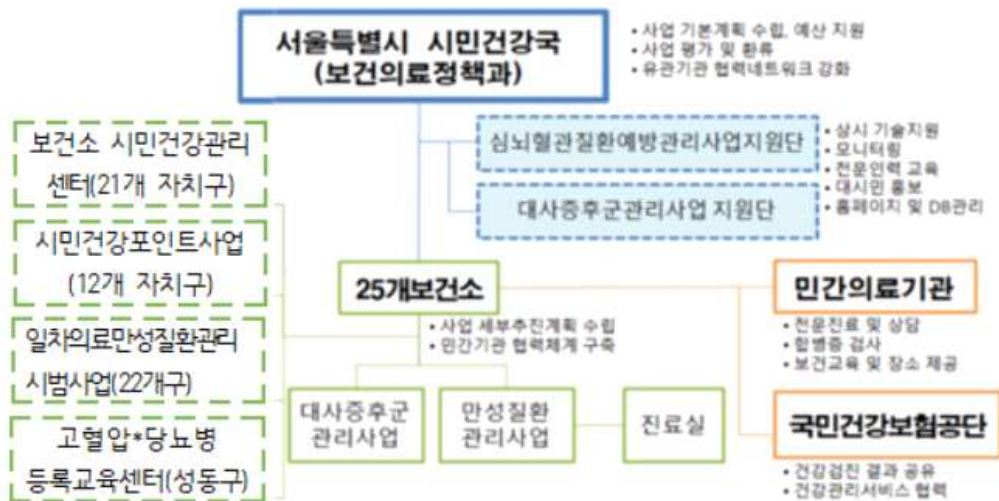 서울특별시 시민건강국
(보건의료정책과)
• 사업 기본계획 수립, 예산 지원
• 사업 평가 및 환류
• 유관기관 협력네트워크 강화
심뇌혈관질환예방관리사업지원단
대사증후군관리사업 지원단
• 상시 기술지원
• 모니터링
• 전문인력 교육
• 대시민 홍보
• 홈페이지 및 DB관리
보건소 시민건강관리
센터(21개 자치구)
시민건강포인트사업
(12개 자치구)
일차의료만성질환관리
시범사업(22개구)
고혈압*당뇨병
등록교육센터(성동구)
25개보건소
• 사업 세부추진계획 수립
• 민간기관 협력체계 구축
대사증후군
관리사업
만성질환
관리사업
진료실
민간의료기관
• 전문진료 및 상담
• 합병증 검사
• 보건교육 및 장소 제공
국민건강보험공단
• 건강검진 결과 공유
• 건강관리서비스 협력